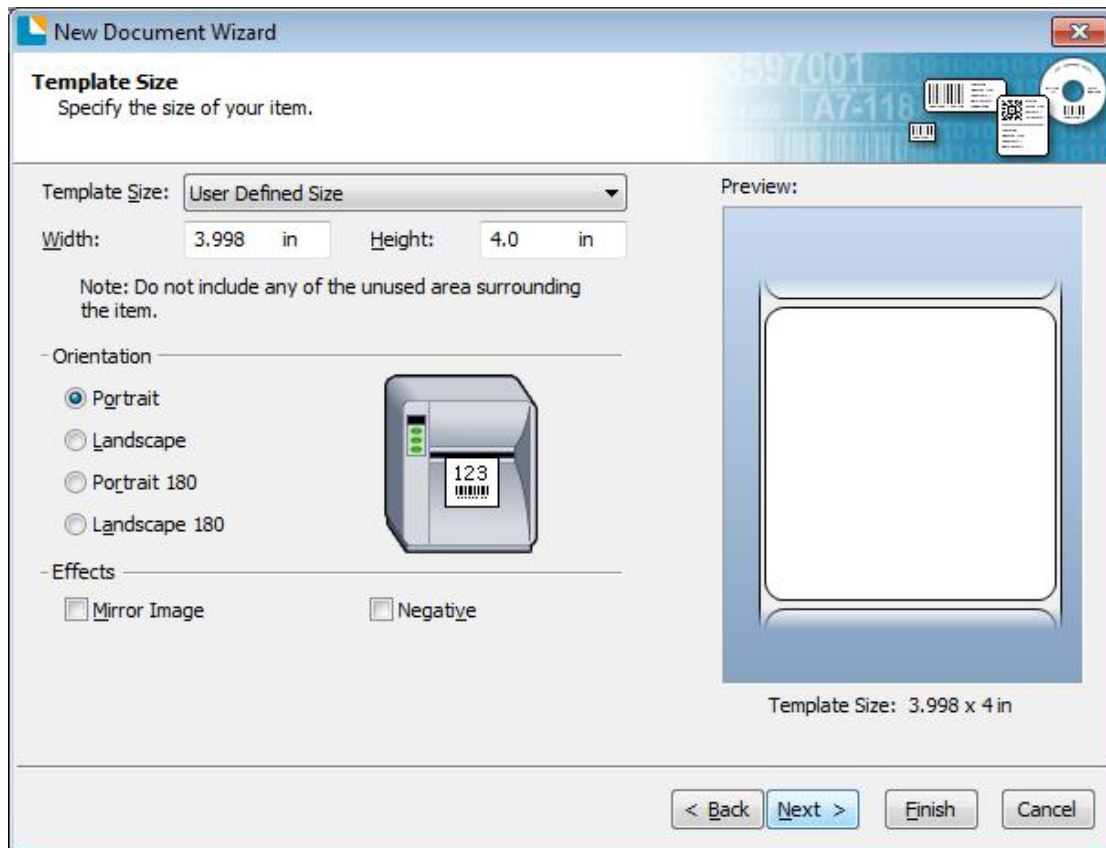 New Document Wizard
Template Size
Specify the size of your item.
3597001
A7-118
Template Size: User Defined Size
Width: 3.998 in Height: 4.0 in
Note: Do not include any of the unused area surrounding
the item.
Orientation
Portrait
Landscape
Portrait 180
Landscape 180
123
Effects
Mirror Image Negative
Preview:
Template Size: 3.998 x 4 in
< Back Next > Finish Cancel